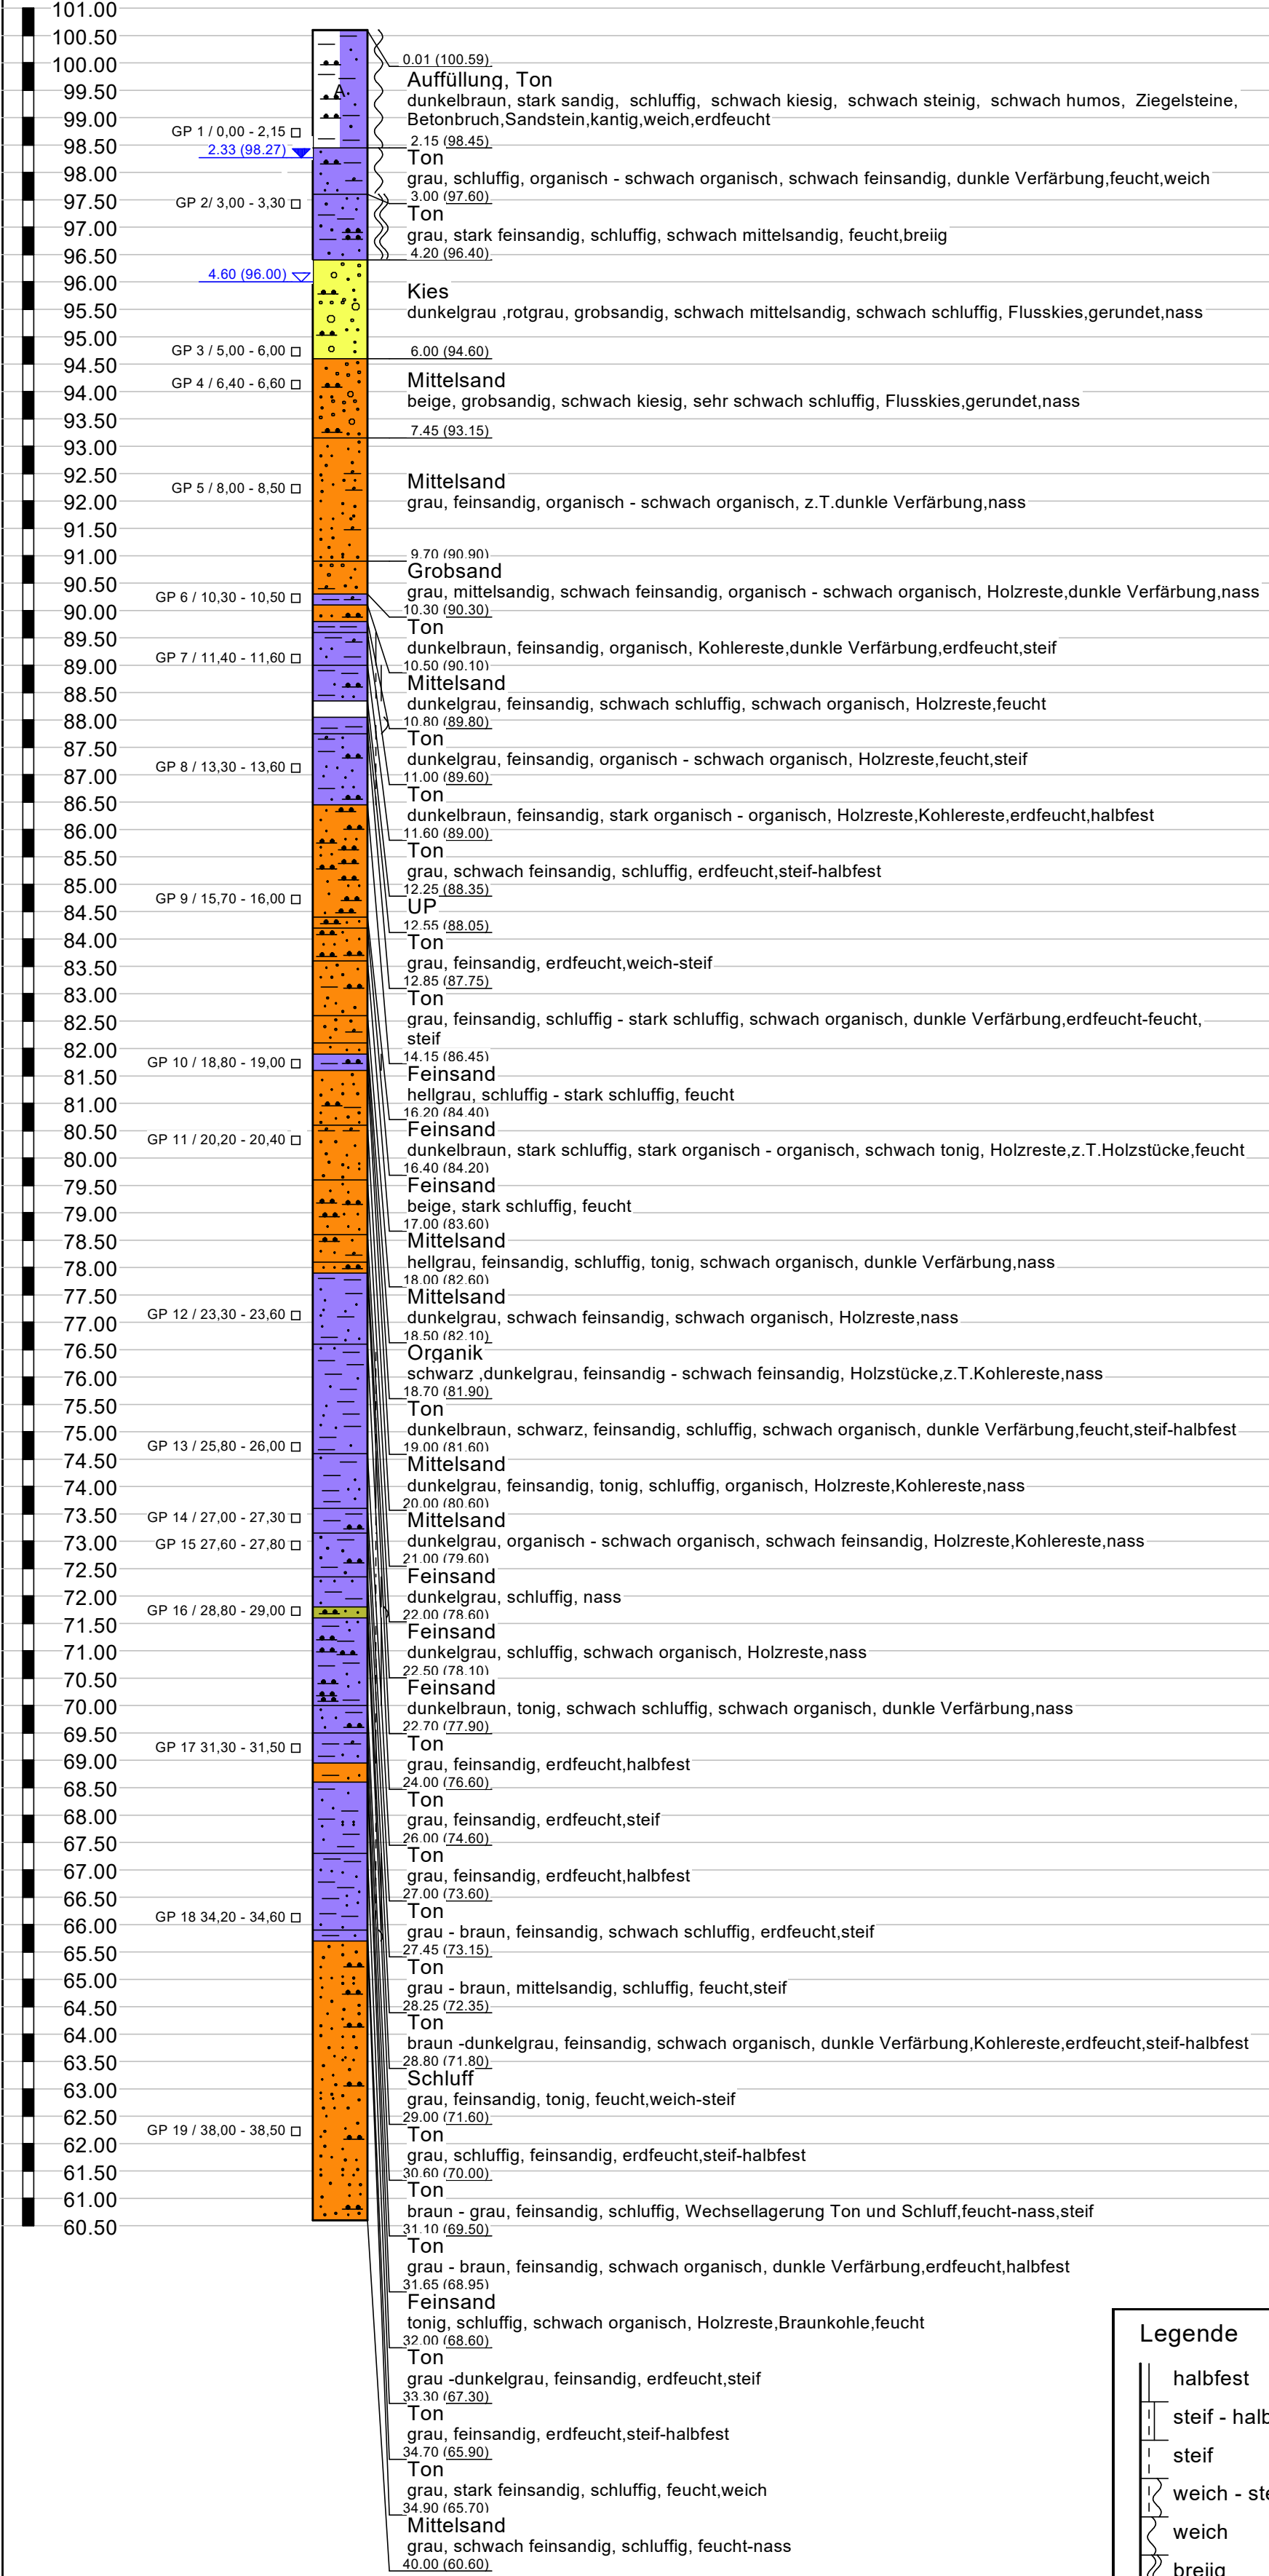 101.00
100.50
100.00
99.50
99.00
98.50
98.00
97.50
97.00
96.50
96.00
95.50
95.00
94.50
94.00
93.50
93.00
92.50
92.00
91.50
91.00
90.50
90.00
89.50
89.00
88.50
88.00
87.50
87.00
86.50
86.00
85.50
85.00
84.50
84.00
83.50
83.00
82.50
82.00
81.50
81.00
80.50
80.00
79.50
79.00
78.50
78.00
77.50
77.00
76.50
76.00
75.50
75.00
74.50
74.00
73.50
73.00
72.50
72.00
71.50
71.00
70.50
70.00
69.50
69.00
68.50
68.00
67.50
67.00
66.50
66.00
65.50
65.00
64.50
64.00
63.50
63.00
62.50
62.00
61.50
61.00
60.50
GP 1 / 0,00 - 2,15
2.33 (98.27)
GP 2/ 3,00 - 3,30
4.60 (96.00)
GP 3 / 5,00 - 6,00
GP 4 / 6,40 - 6,60
GP 5 / 8,00 - 8,50
GP 6 / 10,30 - 10,50
GP 7 / 11,40 - 11,60
GP 8 / 13,30 - 13,60
GP 9 / 15,70 - 16,00
GP 10 / 18,80 - 19,00
GP 11 / 20,20 - 20,40
GP 12 / 23,30 - 23,60
GP 13 / 25,80 - 26,00
GP 14 / 27,00 - 27,30
GP 15 27,60 - 27,80
GP 16 / 28,80 - 29,00
GP 17 31,30 - 31,50
GP 18 34,20 - 34,60
GP 19 / 38,00 - 38,50
A
0.01 (100.59)
Auffüllung, Ton
dunkelbraun, stark sandig, schluffig, schwach kiesig, schwach steinig, schwach humos, Ziegelsteine,
Betonbruch,Sandstein,kantig,weich,erdfeucht
2.15 (98.45)
Ton
grau, schluffig, organisch - schwach organisch, schwach feinsandig, dunkle Verfärbung,feucht,weich
3.00 (97.60)
Ton
grau, stark feinsandig, schluffig, schwach mittelsandig, feucht,breiig
4.20 (96.40)
Kies
dunkelgrau ,rotgrau, grobsandig, schwach mittelsandig, schwach schluffig, Flusskies,gerundet,nass
6.00 (94.60)
Mittelsand
beige, grobsandig, schwach kiesig, sehr schwach schluffig, Flusskies,gerundet,nass
7.45 (93.15)
Mittelsand
grau, feinsandig, organisch - schwach organisch, z.T.dunkle Verfärbung,nass
9.70 (90.90)
Grobsand
grau, mittelsandig, schwach feinsandig, organisch - schwach organisch, Holzreste,dunkle Verfärbung,nass
10.30 (90.30)
Ton
dunkelbraun, feinsandig, organisch, Kohlereste,dunkle Verfärbung,erdfeucht,steif
10.50 (90.10)
Mittelsand
dunkelgrau, feinsandig, schwach schluffig, schwach organisch, Holzreste,feucht
10.80 (89.80)
Ton
dunkelgrau, feinsandig, organisch - schwach organisch, Holzreste,feucht,steif
11.00 (89.60)
Ton
dunkelbraun, feinsandig, stark organisch - organisch, Holzreste,Kohlereste,erdfeucht,halbfest
11.60 (89.00)
Ton
grau, schwach feinsandig, schluffig, erdfeucht,steif-halbfest
12.25 (88.35)
UP
12.55 (88.05)
Ton
grau, feinsandig, erdfeucht,weich-steif
12.85 (87.75)
Ton
grau, feinsandig, schluffig - stark schluffig, schwach organisch, dunkle Verfärbung,erdfeucht-feucht,
steif
14.15 (86.45)
Feinsand
hellgrau, schluffig - stark schluffig, feucht
16.20 (84.40)
Feinsand
dunkelbraun, stark schluffig, stark organisch - organisch, schwach tonig, Holzreste,z.T.Holzstücke,feucht
16.40 (84.20)
Feinsand
beige, stark schluffig, feucht
17.00 (83.60)
Mittelsand
hellgrau, feinsandig, schluffig, tonig, schwach organisch, dunkle Verfärbung,nass
18.00 (82.60)
Mittelsand
dunkelgrau, schwach feinsandig, schwach organisch, Holzreste,nass
18.50 (82.10)
Organik
schwarz ,dunkelgrau, feinsandig - schwach feinsandig, Holzstücke,z.T.Kohlereste,nass
18.70 (81.90)
Ton
dunkelbraun, schwarz, feinsandig, schluffig, schwach organisch, dunkle Verfärbung,feucht,steif-halbfest
19.00 (81.60)
Mittelsand
dunkelgrau, feinsandig, tonig, schluffig, organisch, Holzreste,Kohlereste,nass
20.00 (80.60)
Mittelsand
dunkelgrau, organisch - schwach organisch, schwach feinsandig, Holzreste,Kohlereste,nass
21.00 (79.60)
Feinsand
dunkelgrau, schluffig, nass
22.00 (78.60)
Feinsand
dunkelgrau, schluffig, schwach organisch, Holzreste,nass
22.50 (78.10)
Feinsand
dunkelbraun, tonig, schwach schluffig, schwach organisch, dunkle Verfärbung,nass
22.70 (77.90)
Ton
grau, feinsandig, erdfeucht,halbfest
24.00 (76.60)
Ton
grau, feinsandig, erdfeucht,steif
26.00 (74.60)
Ton
grau, feinsandig, erdfeucht,halbfest
27.00 (73.60)
Ton
grau - braun, feinsandig, schwach schluffig, erdfeucht,steif
27.45 (73.15)
Ton
grau - braun, mittelsandig, schluffig, feucht,steif
28.25 (72.35)
Ton
braun -dunkelgrau, feinsandig, schwach organisch, dunkle Verfärbung,Kohlereste,erdfeucht,steif-halbfest
28.80 (71.80)
Schluff
grau, feinsandig, tonig, feucht,weich-steif
29.00 (71.60)
Ton
grau, schluffig, feinsandig, erdfeucht,steif-halbfest
30.60 (70.00)
Ton
braun - grau, feinsandig, schluffig, Wechsellagerung Ton und Schluff,feucht-nass,steif
31.10 (69.50)
Ton
grau - braun, feinsandig, schwach organisch, dunkle Verfärbung,erdfeucht,halbfest
31.65 (68.95)
Feinsand
tonig, schluffig, schwach organisch, Holzreste,Braunkohle,feucht
32.00 (68.60)
Ton
grau -dunkelgrau, feinsandig, erdfeucht,steif
33.30 (67.30)
Ton
grau, feinsandig, erdfeucht,steif-halbfest
34.70 (65.90)
Ton
grau, stark feinsandig, schluffig, feucht,weich
34.90 (65.70)
Mittelsand
grau, schwach feinsandig, schluffig, feucht-nass
40.00 (60.60)
Legende
halbfest
steif - halb
steif
weich - ste
weich
breiig